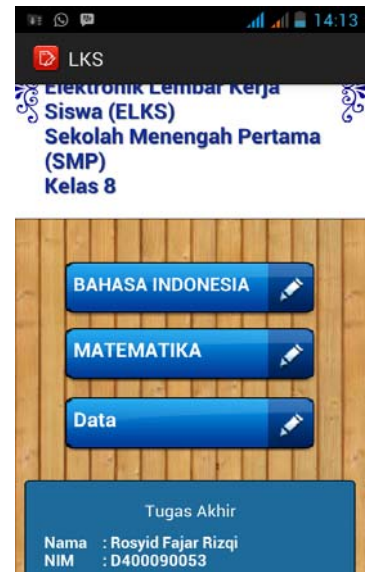 14:13
LKS
Elektronik Lembar Kerja
Siswa (ELKS)
Sekolah Menengah Pertama
(SMP)
Kelas 8
BAHASA INDONESIA
MATEMATIKA
Data
Tugas Akhir
Nama : Rosyid Fajar Rizqi
NIM : D400090053